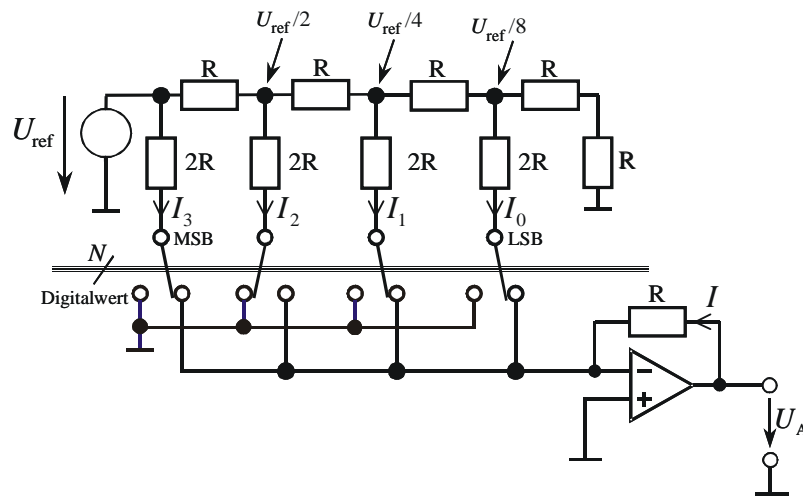 U_ref/2
U_ref/4
U_ref/8
R
R
R
R
U_ref
2R
2R
2R
2R
R
I_3
I_2
I_1
I_0
MSB
LSB
N
Digitalwert
R
I
−
+
U_A